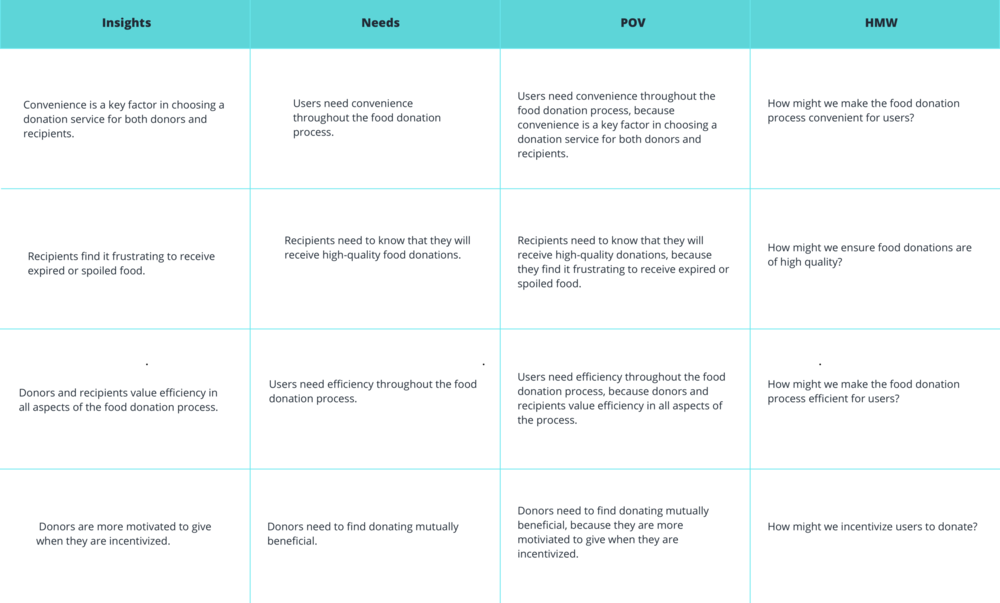 Insights
Needs
POV
HMW
Convenience is a key factor in choosing a
donation service for both donors and
recipients.
Users need convenience
throughout the food donation
process.
Users need convenience throughout the
food donation process, because
convenience is a key factor in choosing a
donation service for both donors and
recipients.
How might we make the food donation
process convenient for users?
Recipients find it frustrating to receive
expired or spoiled food.
Recipients need to know that they will
receive high-quality food donations.
Recipients need to know that they will
receive high-quality donations, because
they find it frustrating to receive expired or
spoiled food.
How might we ensure food donations are
of high quality?
.
Donors and recipients value efficiency in
all aspects of the food donation process.
.
Users need efficiency throughout the food
donation process.
Users need efficiency throughout the food
donation process, because donors and
recipients value efficiency in all aspects of
the process.
.
How might we make the food donation
process efficient for users?
Donors are more motivated to give
when they are incentivized.
Donors need to find donating mutually
beneficial.
Donors need to find donating mutually
beneficial, because they are more
motiviated to give when they are
incentivized.
How might we incentivize users to donate?